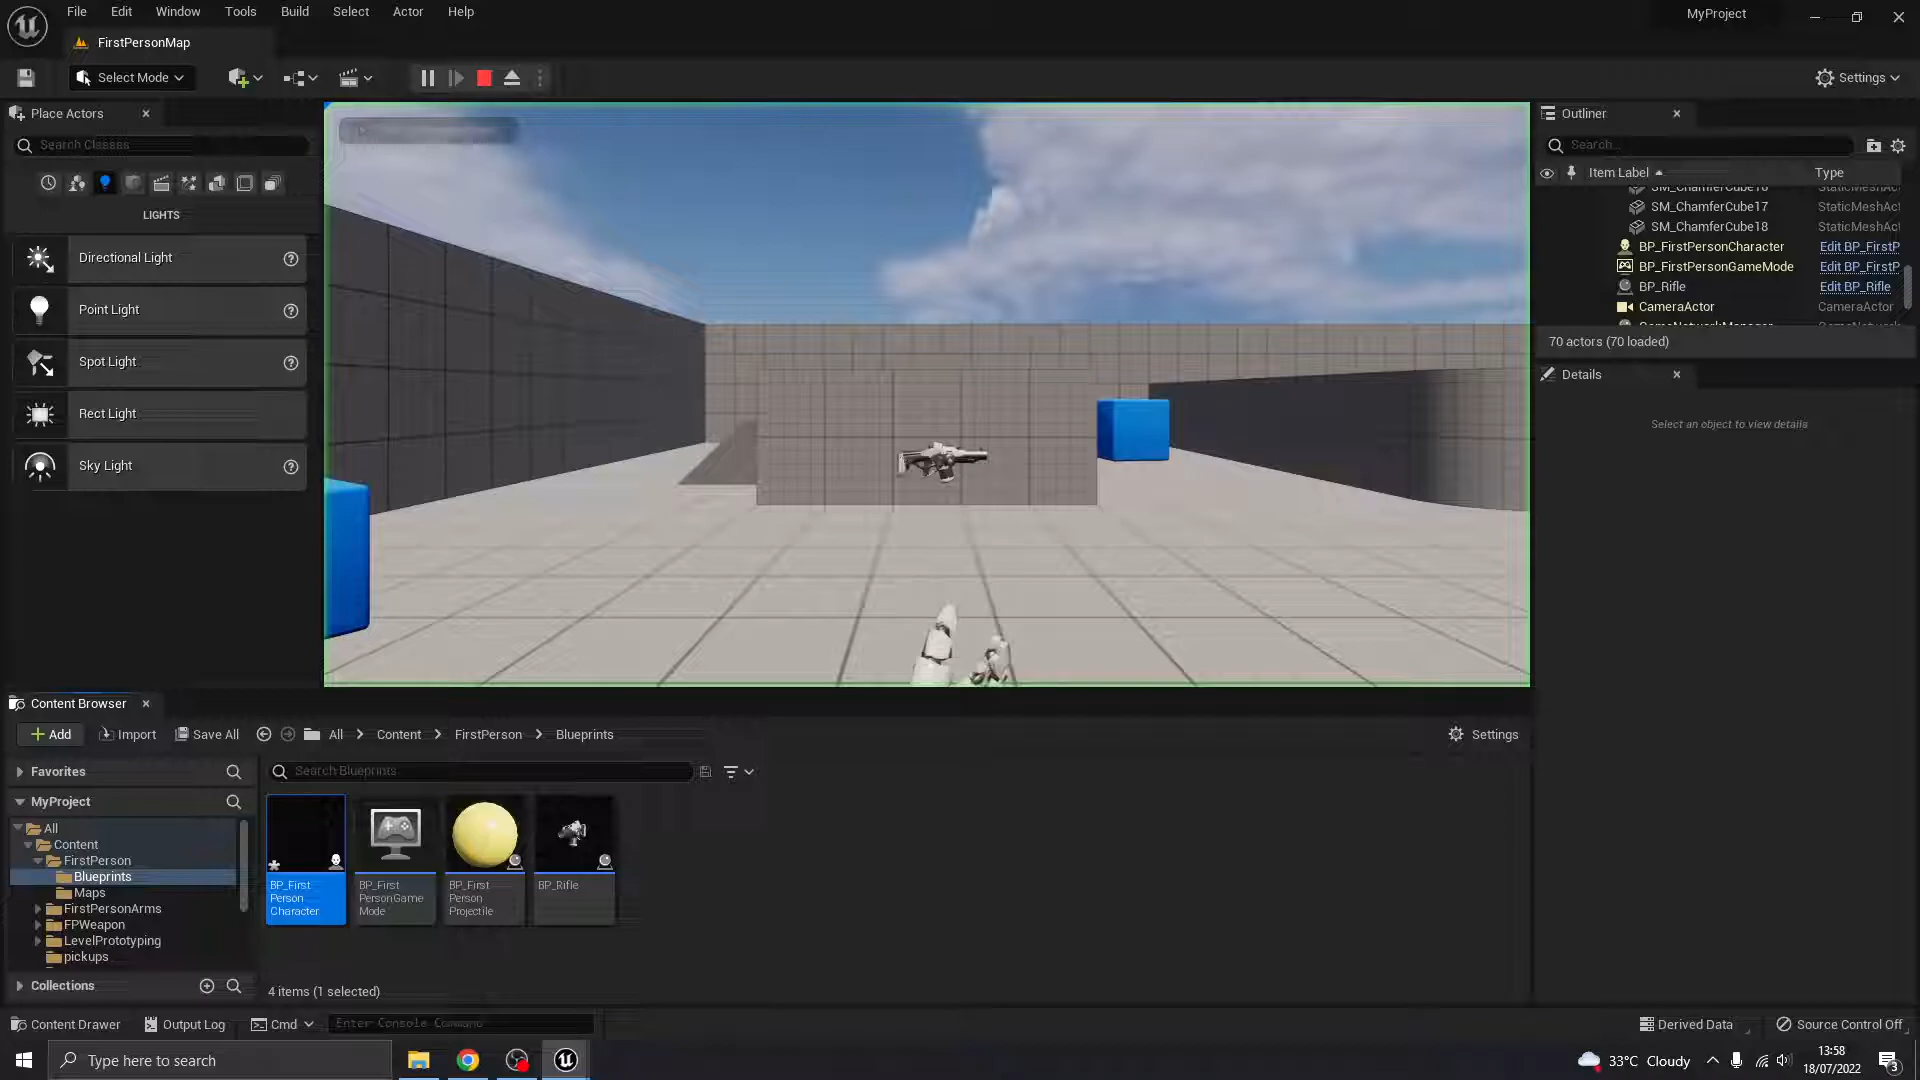 File Edit Window Tools Build Select Actor Help
MyProject
FirstPersonMap
Select Mode
Settings
Place Actors
Search Classes
LIGHTS
Directional Light
Point Light
Spot Light
Rect Light
Sky Light
Outliner
Search...
Item Label Type
SM_ChamferCube16 StaticMeshAct
SM_ChamferCube17 StaticMeshAct
SM_ChamferCube18 StaticMeshAct
BP_FirstPersonCharacter Edit BP_FirstP
BP_FirstPersonGameMode Edit BP_FirstP
BP_Rifle Edit BP_Rifle
CameraActor CameraActor
70 actors (70 loaded)
Details
Select an object to view details
Content Browser
Add Import Save All All Content FirstPerson Blueprints Settings
Favorites
Search Blueprints
MyProject
All
Content
FirstPerson
Blueprints
Maps
FirstPersonArms
FPWeapon
LevelPrototyping
pickups
Collections
BP_First
Person
Character
BP_First
PersonGame
Mode
BP_First
Person
Projectile
BP_Rifle
4 items (1 selected)
Content Drawer Output Log Cmd Enter Console Command Derived Data Source Control Off
Type here to search
33°C Cloudy
13:58
18/07/2022
3